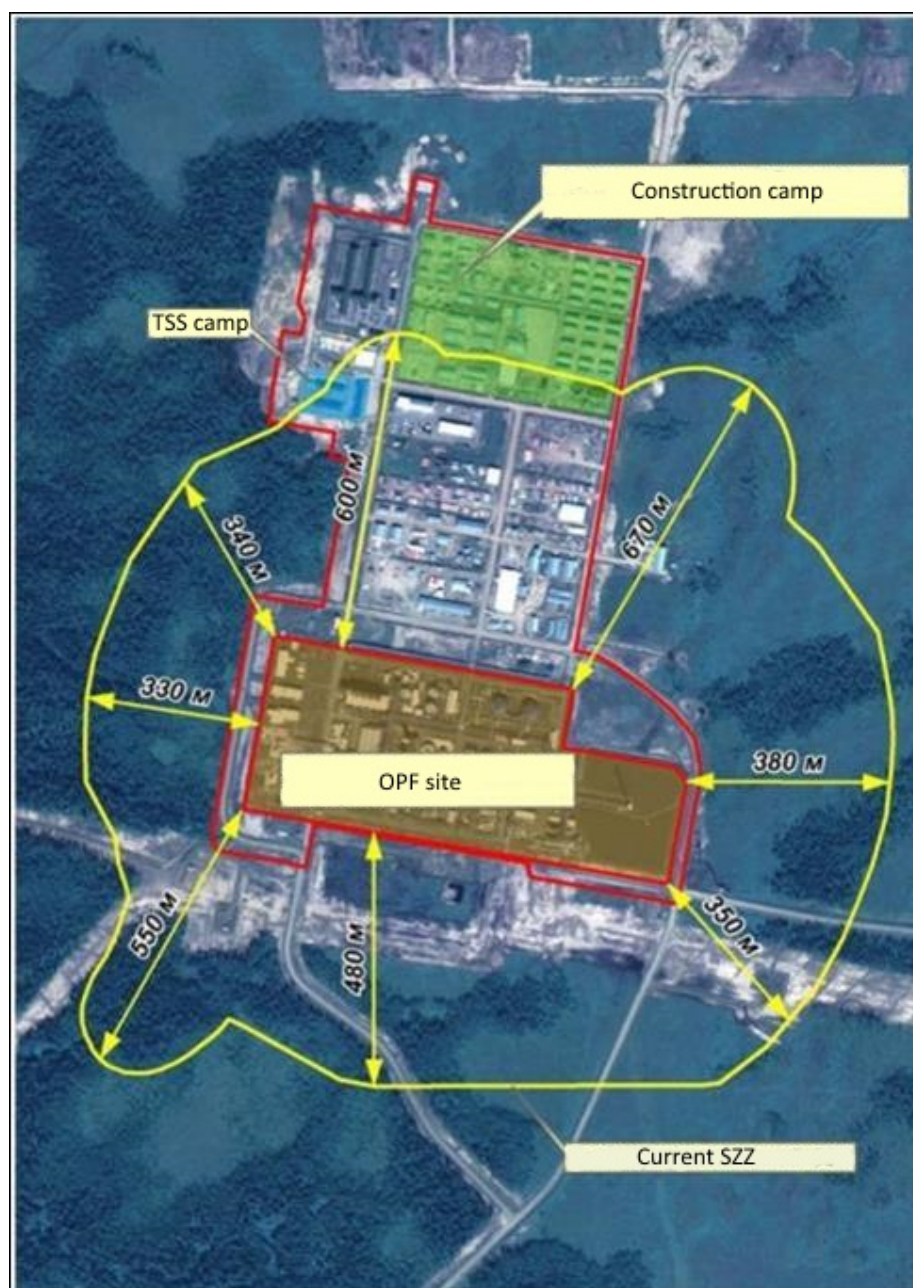 Construction camp
TSS camp
600 м
670 м
340 м
330 м
OPF site
380 м
550 м
480 м
350 м
Current SZZ